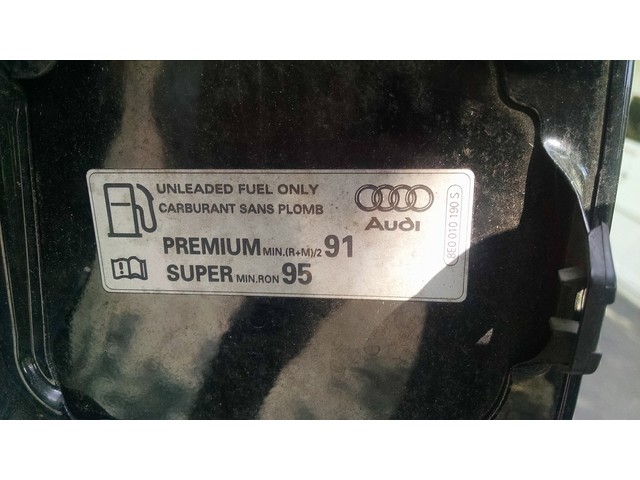 UNLEADED FUEL ONLY
CARBURANT SANS PLOMB
PREMIUM MIN.(R+M)/2 91
SUPER MIN.RON 95
Audi
8E0 010 190 S